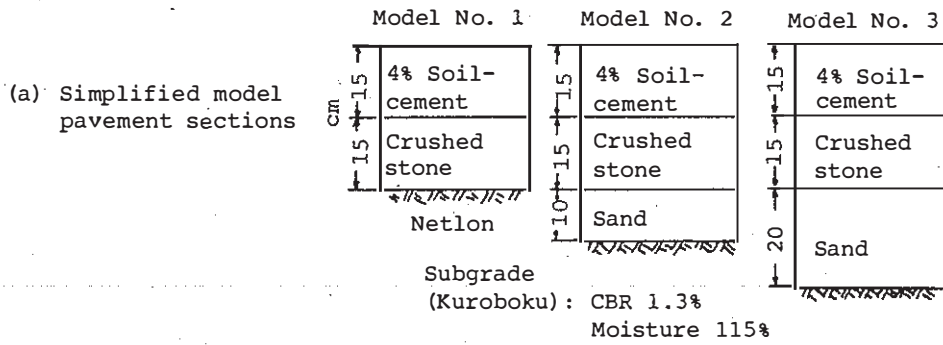 Model No. 1
Model No. 2
Model No. 3
(a) Simplified model
pavement sections
cm
15
4% Soil-
cement
15
Crushed
stone
Netlon
15
4% Soil-
cement
15
Crushed
stone
10
Sand
15
4% Soil-
cement
15
Crushed
stone
20
Sand
Subgrade
(Kuroboku): CBR 1.3%
Moisture 115%